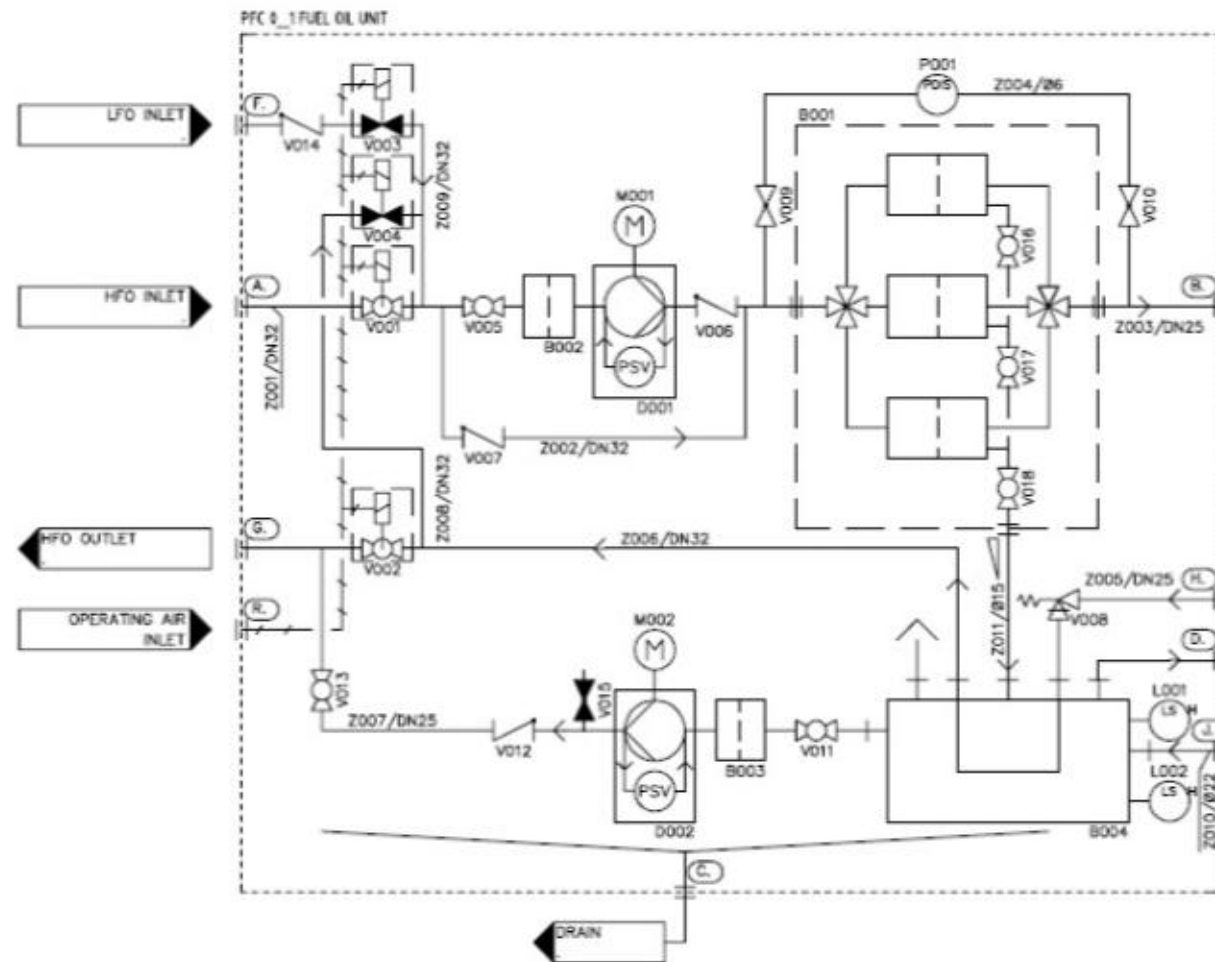 PFC 0_1 FUEL OIL UNIT
LFO INLET
F.
V014
V003
Z009/DN32
V004
HFO INLET
A.
Z001/DN32
V001
V005
B002
M001
M
PSV
D001
V006
V007
Z002/DN32
P001
PDIS
Z004/Ø6
B001
V009
V010
V016
V017
V018
B.
Z003/DN25
HFO OUTLET
G.
V002
Z008/DN32
Z006/DN32
OPERATING AIR
INLET
R.
V013
Z007/DN25
V012
V015
M002
M
PSV
D002
B003
V011
Z011/Ø15
Z005/DN25
H.
V008
D.
L001
LS
H
J.
L002
LS
H
Z010/Ø22
B004
C.
DRAIN